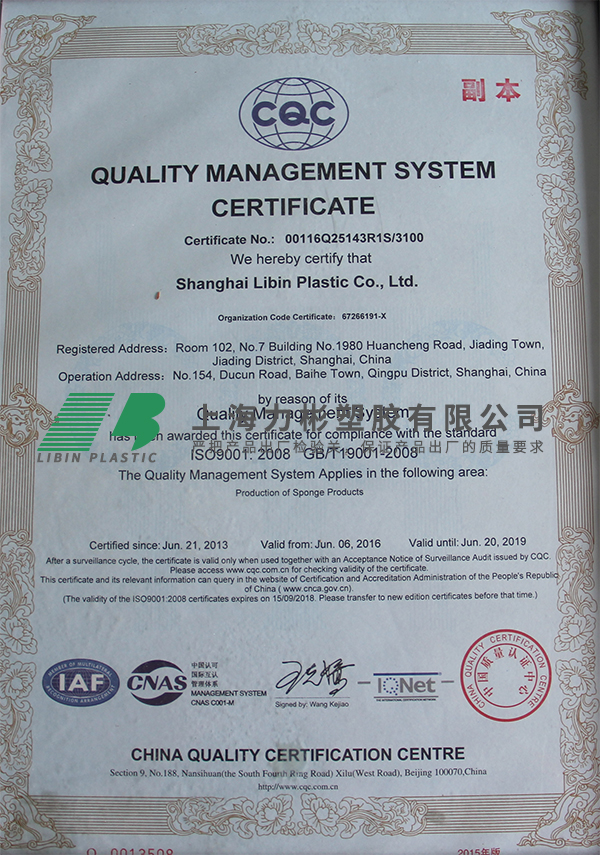 副本
CQC
QUALITY MANAGEMENT SYSTEM
CERTIFICATE
Certificate No.: 00116Q25143R1S/3100
We hereby certify that
Shanghai Libin Plastic Co., Ltd.
Organization Code Certificate: 67266191-X
Registered Address: Room 102, No.7 Building No.1980 Huancheng Road, Jiading Town,
Jiading District, Shanghai, China
Operation Address: No.154, Ducun Road, Baihe Town, Qingpu District, Shanghai, China
by reason of its
Quality Management System
LB 上海力彬塑胶有限公司
has been awarded this certificate for compliance with the standard
LIBIN PLASTIC 严把产品出厂检验关 保证产品出厂的质量要求
ISO9001: 2008 GB/T19001-2008
The Quality Management System Applies in the following area:
Production of Sponge Products
Certified since: Jun. 21, 2013 Valid from: Jun. 06, 2016 Valid until: Jun. 20, 2019
After a surveillance cycle, the certificate is valid only when used together with an Acceptance Notice of Surveillance Audit issued by CQC.
Please access www.cqc.com.cn for checking validity of the certificate.
This certificate and its relevant information can query in the website of Certification and Accreditation Administration of the People's Republic
of China ( www.cnca.gov.cn).
(The validity of the ISO9001:2008 certificates expires on 15/09/2018. Please transfer to new edition certificates before that time.)
MEMBER OF MULTILATERAL
IAF
RECOGNITION ARRANGEMENT
CNAS
中国认可
国际互认
管理体系
MANAGEMENT SYSTEM
CNAS C001-M
Signed by: Wang Kejiao
IQNet
THE INTERNATIONAL CERTIFICATION NETWORK
CHINA QUALITY CERTIFICATION CENTRE
中国质量认证中心
CHINA QUALITY CERTIFICATION CENTRE
Section 9, No.188, Nansihuan(the South Fourth Ring Road) Xilu(West Road), Beijing 100070,China
http://www.cqc.com.cn
2015年版